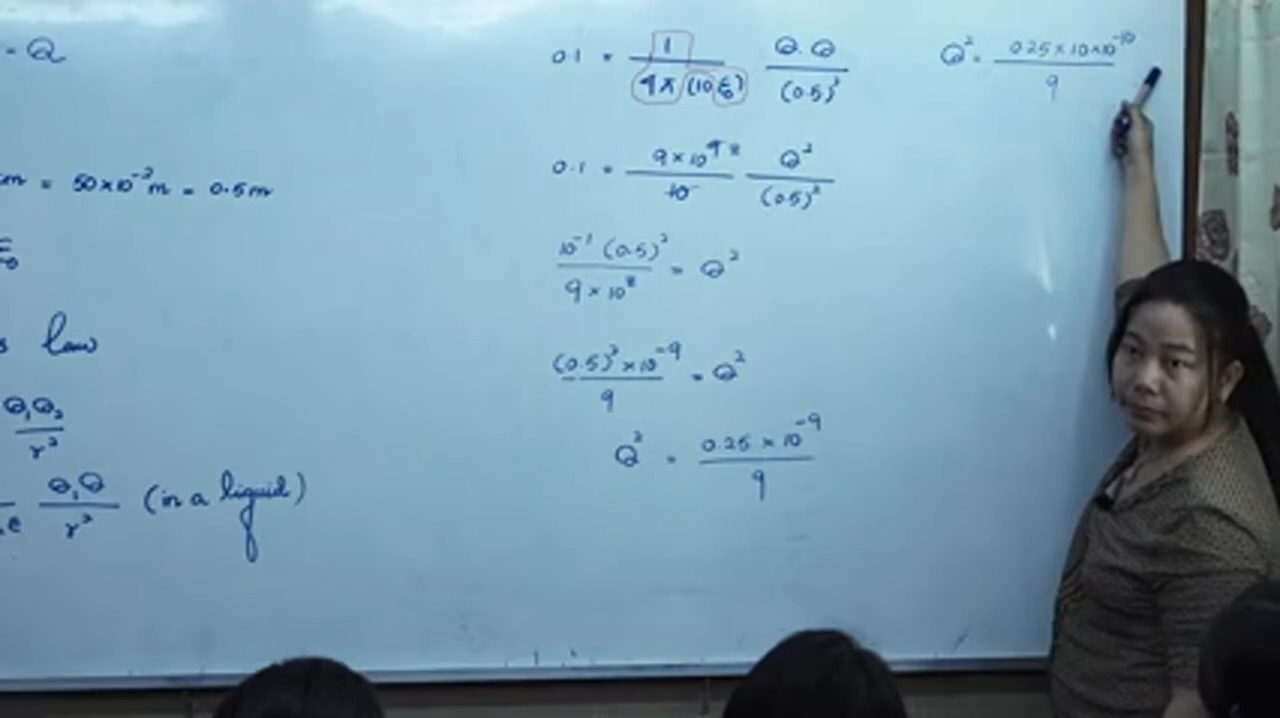 = Q
cm = 50×10⁻²m = 0.5m
law
Q₁Q₂
r²
Q₁Q (in a liquid)
r²
0.1 = 1 / 4π(10ε₀) Q.Q / (0.5)²
0.1 = 9×10⁹ ⁸ / 10 Q² / (0.5)²
10⁻¹ (0.5)² / 9×10⁸ = Q²
(0.5)² × 10⁻⁹ / 9 = Q²
Q² = 0.25 × 10⁻⁹ / 9
Q² = 0.25×10×10⁻¹⁰ / 9